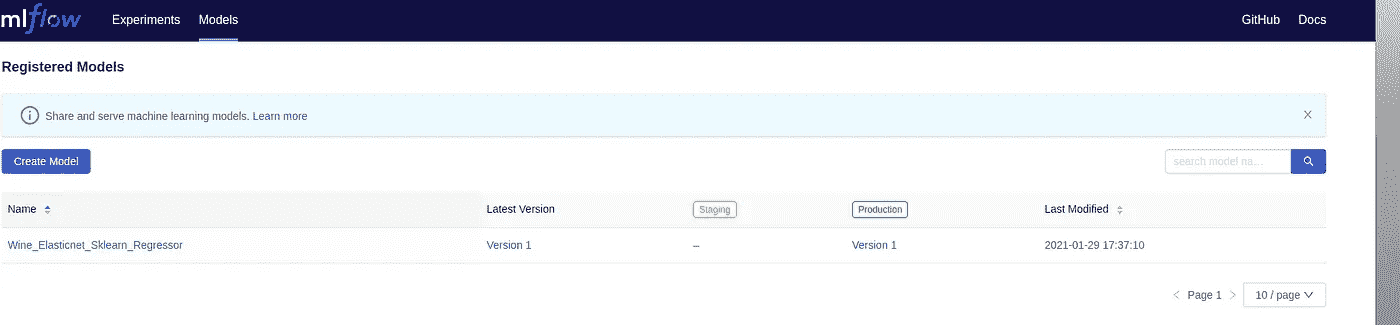 mlflow Experiments Models GitHub Docs
Registered Models
Share and serve machine learning models. Learn more
Create Model search model na...
Name Latest Version Staging Production Last Modified
Wine_Elasticnet_Sklearn_Regressor Version 1 – Version 1 2021-01-29 17:37:10
Page 1 10 / page